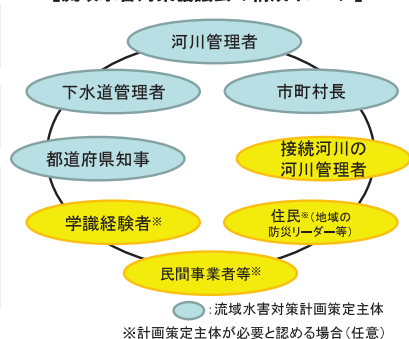 河川管理者
下水道管理者
市町村長
都道府県知事
接続河川の
河川管理者
学識経験者※
住民※(地域の
防災リーダー等)
民間事業者等※
:流域水害対策計画策定主体
※計画策定主体が必要と認める場合(任意)